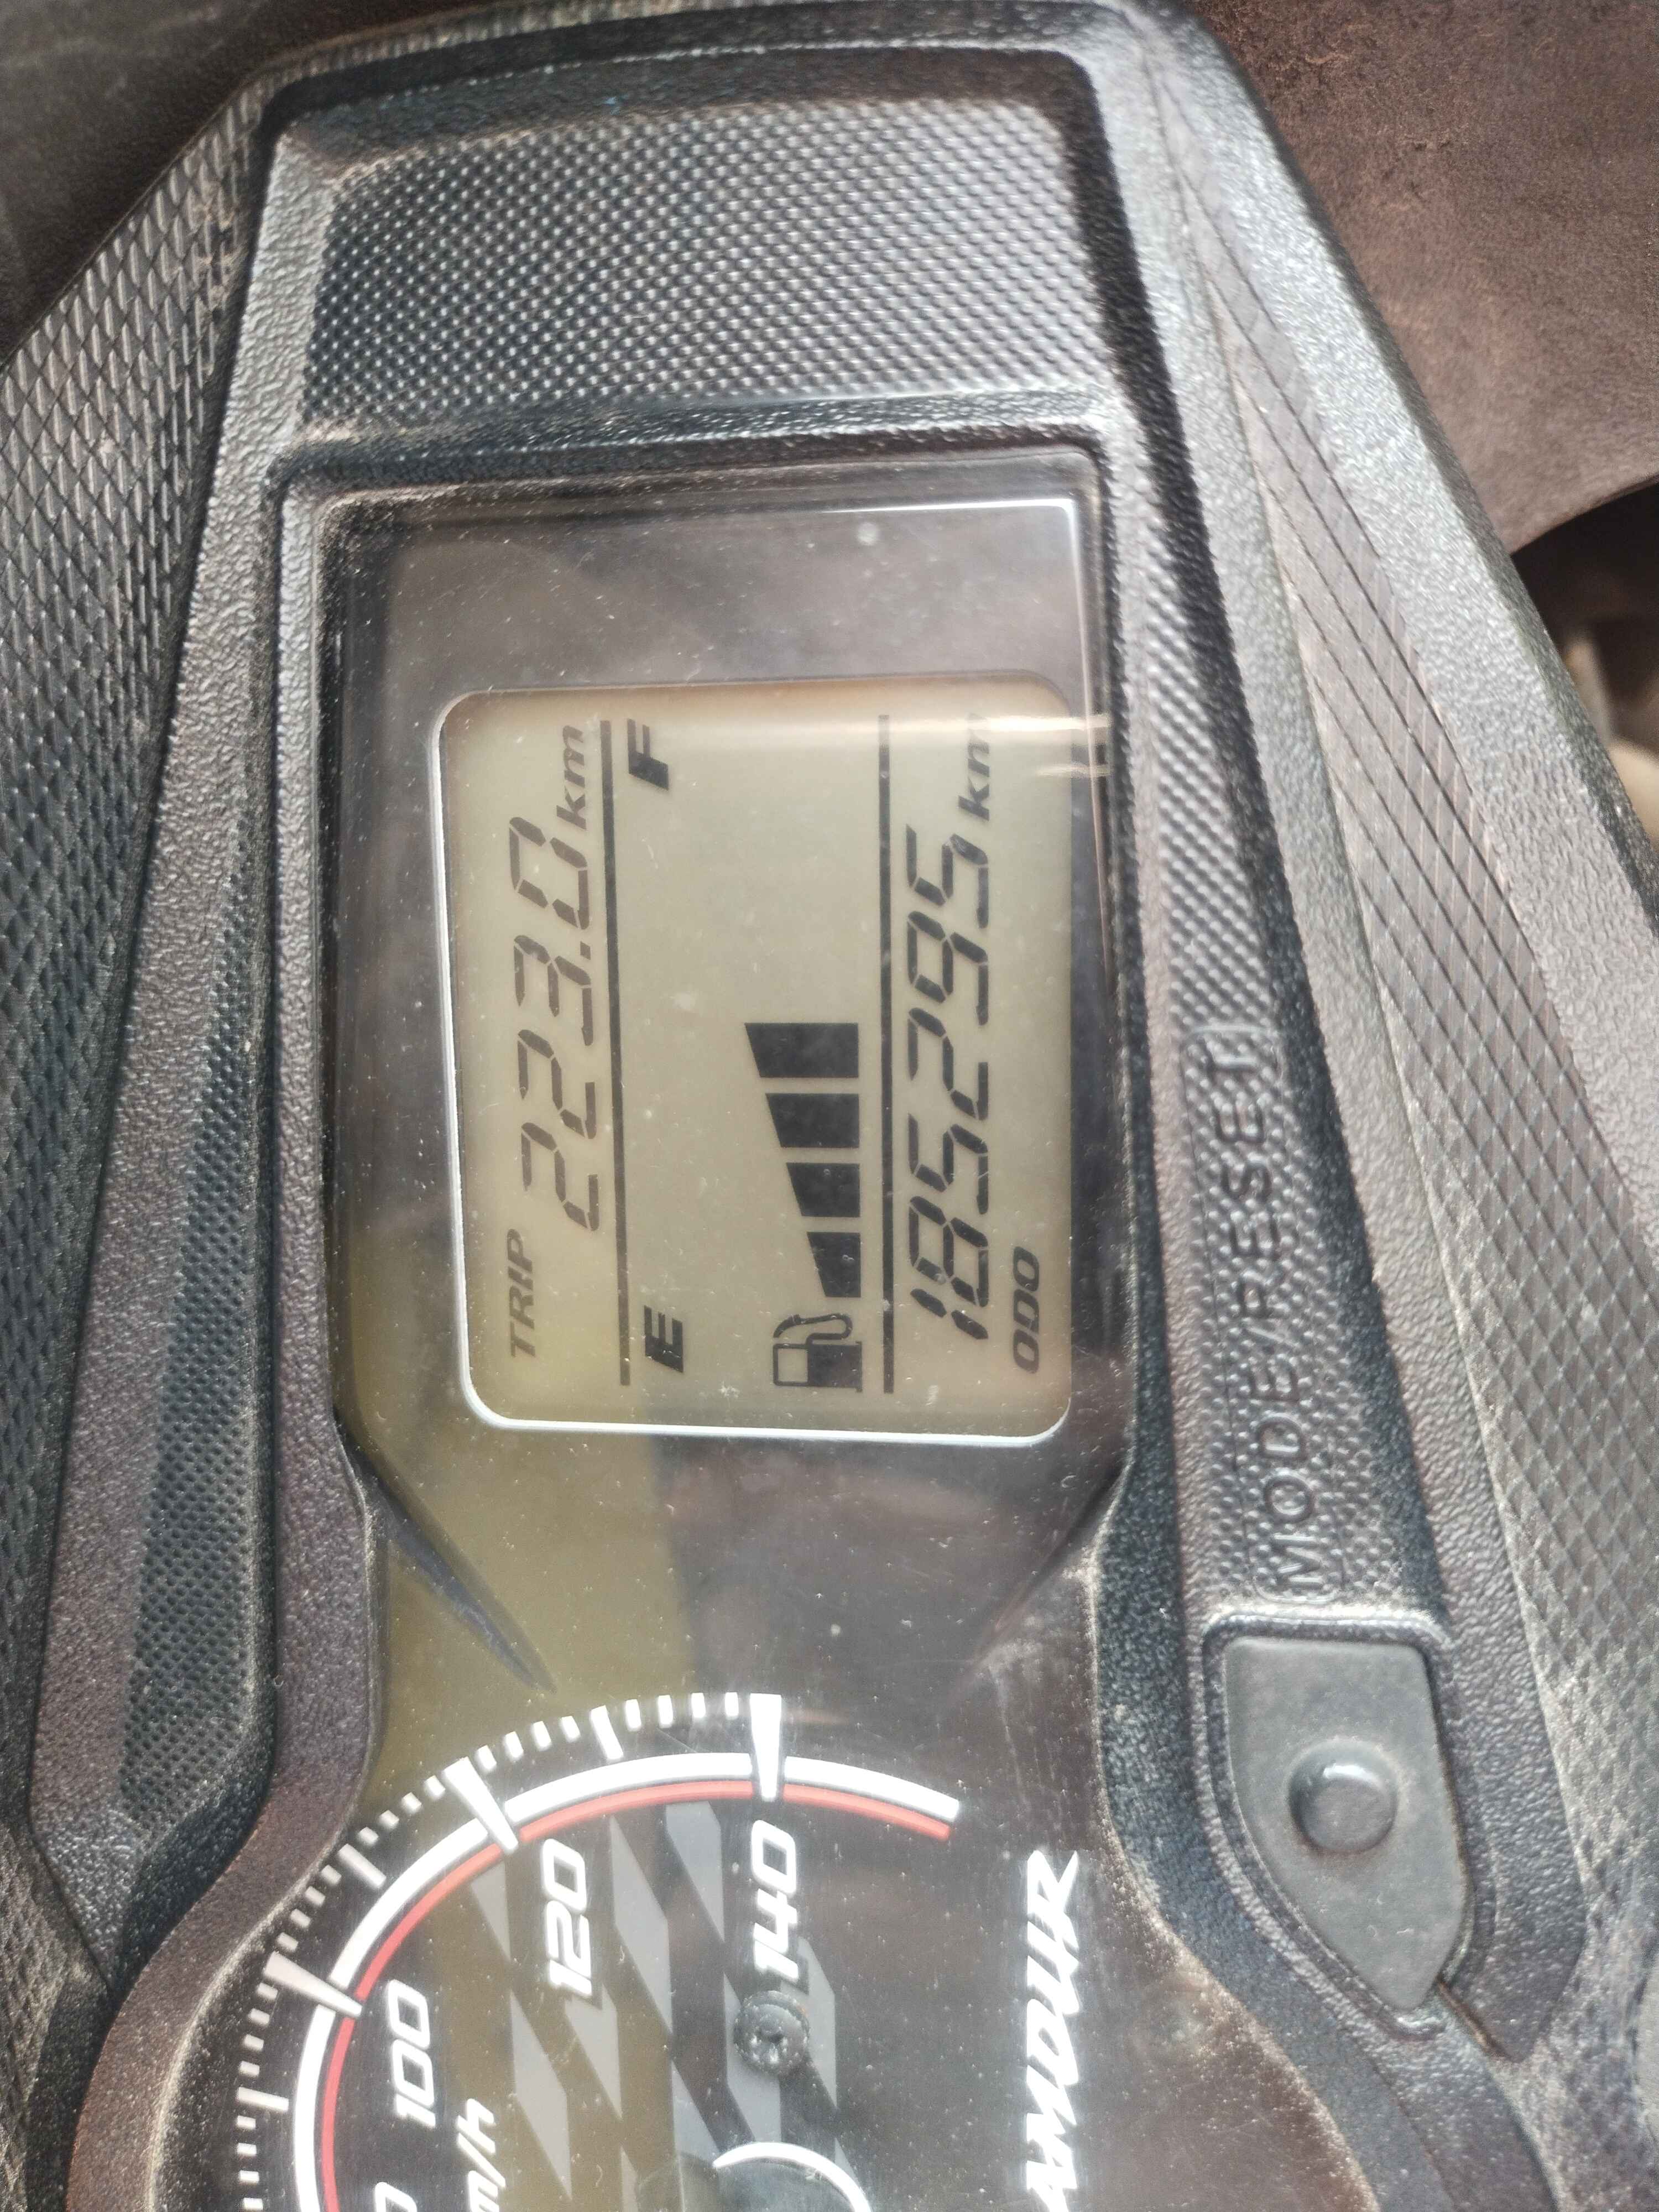 TRIP 223.0 km
E F
185295 km
ODO
MODE/RESET
100
120
140